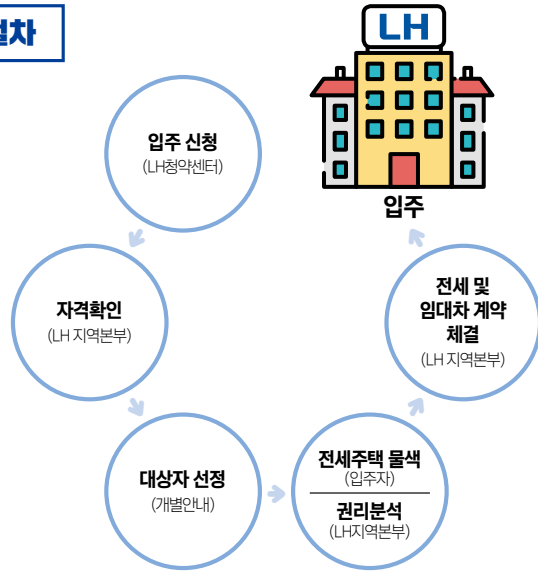 절차
LH
입주 신청
(LH청약센터)
자격확인
(LH 지역본부)
대상자 선정
(개별안내)
전세주택 물색
(입주자)
권리분석
(LH지역본부)
전세 및
임대차 계약
체결
(LH 지역본부)
입주